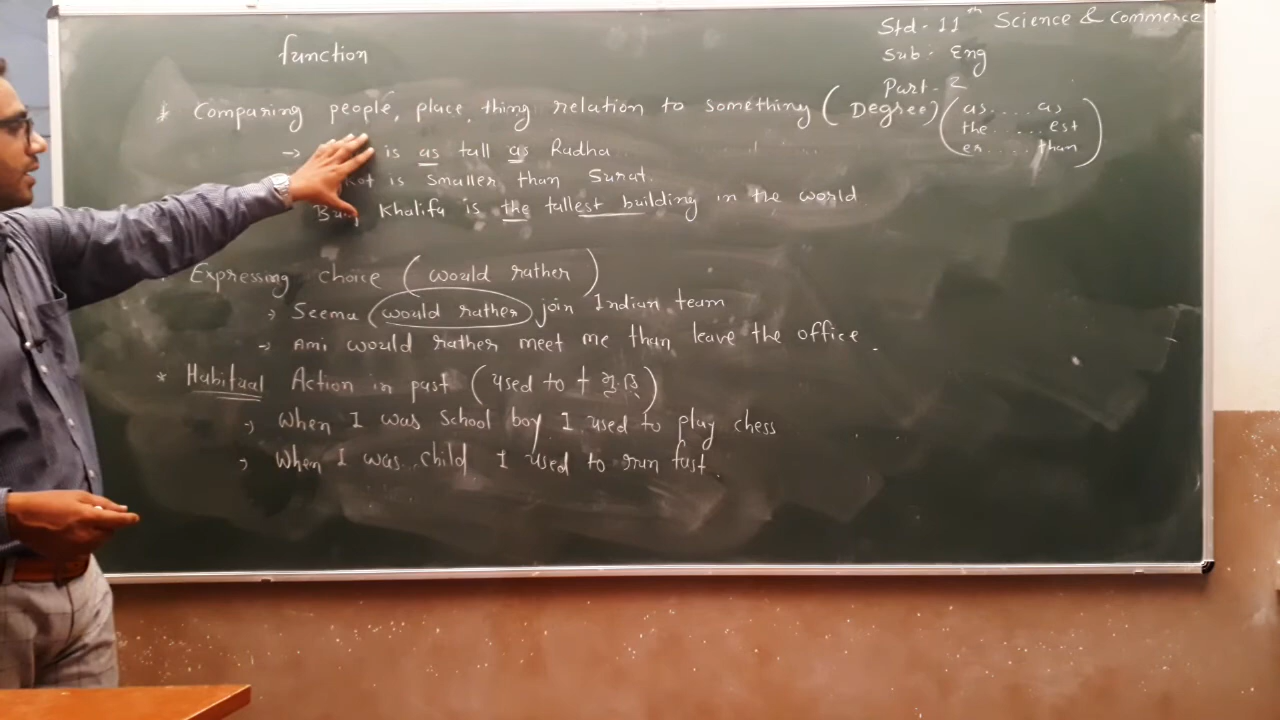 function
Std - 11th Science & Commerce
Sub - Eng
Part - 2
* Comparing people, place, thing relation to something (Degree) (as .... as
the ..... est
er .... than)
→ is as tall as Radha
is smaller than Surat.
Khalifa is the tallest building in the world.
Expressing choice (would rather)
→ Seema would rather join Indian team
→ Ami would rather meet me than leave the office.
* Habitual Action in past (used to + મૂ.ક્રિ)
→ When I was school boy I used to play chess
→ When I was child I used to run fast.